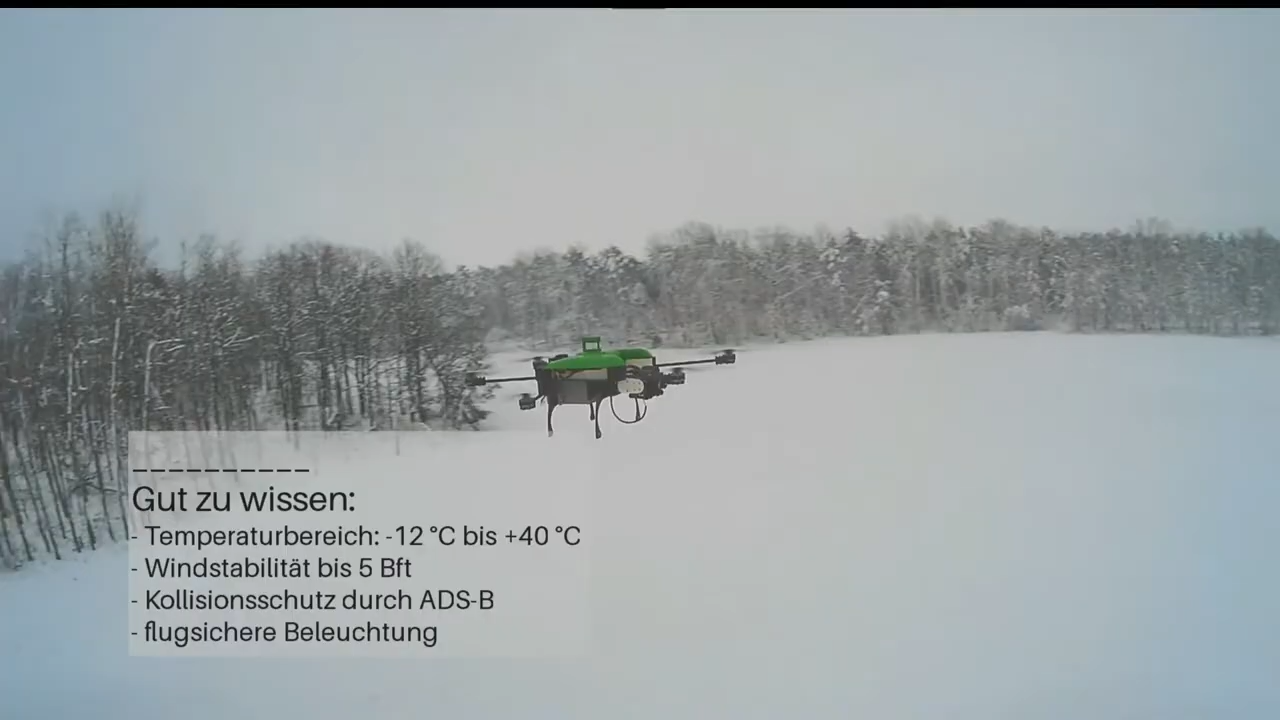 __________
Gut zu wissen:
- Temperaturbereich: -12 °C bis +40 °C
- Windstabilität bis 5 Bft
- Kollisionsschutz durch ADS-B
- flugsichere Beleuchtung